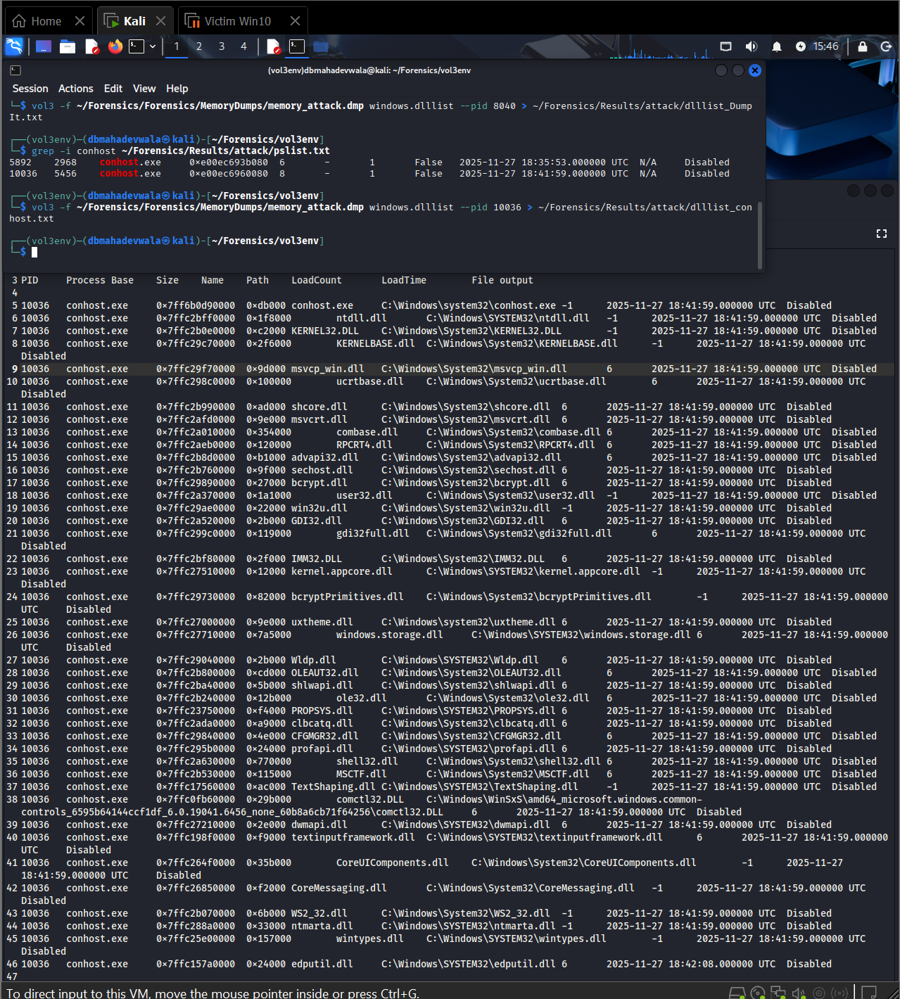 Home
Kali
Victim Win10
1 2 3 4
15:46
(vol3env)dbmahadevwala@kali: ~/Forensics/vol3env
Session Actions Edit View Help
└─$ vol3 -f ~/Forensics/Forensics/MemoryDumps/memory_attack.dmp windows.dlllist --pid 8040 > ~/Forensics/Results/attack/dlllist_Dump
It.txt
┌──(vol3env)─(dbmahadevwala㉿kali)-[~/Forensics/vol3env]
└─$ grep -i conhost ~/Forensics/Results/attack/pslist.txt
5892 2968 conhost.exe 0×e00ec693b080 6 - 1 False 2025-11-27 18:35:53.000000 UTC N/A Disabled
10036 5456 conhost.exe 0×e00ec6960080 8 - 1 False 2025-11-27 18:41:59.000000 UTC N/A Disabled
┌──(vol3env)─(dbmahadevwala㉿kali)-[~/Forensics/vol3env]
└─$ vol3 -f ~/Forensics/Forensics/MemoryDumps/memory_attack.dmp windows.dlllist --pid 10036 > ~/Forensics/Results/attack/dlllist_con
host.txt
┌──(vol3env)─(dbmahadevwala㉿kali)-[~/Forensics/vol3env]
└─$
3 PID Process Base Size Name Path LoadCount LoadTime File output
4
5 10036 conhost.exe 0×7ff6b0d90000 0×db000 conhost.exe C:\Windows\system32\conhost.exe -1 2025-11-27 18:41:59.000000 UTC Disabled
6 10036 conhost.exe 0×7ffc2bff0000 0×1f8000 ntdll.dll C:\Windows\SYSTEM32\ntdll.dll -1 2025-11-27 18:41:59.000000 UTC Disabled
7 10036 conhost.exe 0×7ffc2b0e0000 0×c2000 KERNEL32.DLL C:\Windows\System32\KERNEL32.DLL -1 2025-11-27 18:41:59.000000 UTC Disabled
8 10036 conhost.exe 0×7ffc29c70000 0×2f6000 KERNELBASE.dll C:\Windows\System32\KERNELBASE.dll -1 2025-11-27 18:41:59.000000 UTC
Disabled
9 10036 conhost.exe 0×7ffc29f70000 0×9d000 msvcp_win.dll C:\Windows\System32\msvcp_win.dll 6 2025-11-27 18:41:59.000000 UTC Disabled
10 10036 conhost.exe 0×7ffc298c0000 0×100000 ucrtbase.dll C:\Windows\System32\ucrtbase.dll 6 2025-11-27 18:41:59.000000 UTC
Disabled
11 10036 conhost.exe 0×7ffc2b990000 0×ad000 shcore.dll C:\Windows\System32\shcore.dll 6 2025-11-27 18:41:59.000000 UTC Disabled
12 10036 conhost.exe 0×7ffc2afd0000 0×9e000 msvcrt.dll C:\Windows\System32\msvcrt.dll 6 2025-11-27 18:41:59.000000 UTC Disabled
13 10036 conhost.exe 0×7ffc2a010000 0×354000 combase.dll C:\Windows\System32\combase.dll 6 2025-11-27 18:41:59.000000 UTC Disabled
14 10036 conhost.exe 0×7ffc2aeb0000 0×120000 RPCRT4.dll C:\Windows\System32\RPCRT4.dll 6 2025-11-27 18:41:59.000000 UTC Disabled
15 10036 conhost.exe 0×7ffc2b8d0000 0×b1000 advapi32.dll C:\Windows\System32\advapi32.dll 6 2025-11-27 18:41:59.000000 UTC Disabled
16 10036 conhost.exe 0×7ffc2b760000 0×9f000 sechost.dll C:\Windows\System32\sechost.dll 6 2025-11-27 18:41:59.000000 UTC Disabled
17 10036 conhost.exe 0×7ffc29890000 0×27000 bcrypt.dll C:\Windows\System32\bcrypt.dll 6 2025-11-27 18:41:59.000000 UTC Disabled
18 10036 conhost.exe 0×7ffc2a370000 0×1a1000 user32.dll C:\Windows\System32\user32.dll -1 2025-11-27 18:41:59.000000 UTC Disabled
19 10036 conhost.exe 0×7ffc29ae0000 0×22000 win32u.dll C:\Windows\System32\win32u.dll -1 2025-11-27 18:41:59.000000 UTC Disabled
20 10036 conhost.exe 0×7ffc2a520000 0×2b000 GDI32.dll C:\Windows\System32\GDI32.dll 6 2025-11-27 18:41:59.000000 UTC Disabled
21 10036 conhost.exe 0×7ffc299c0000 0×119000 gdi32full.dll C:\Windows\System32\gdi32full.dll 6 2025-11-27 18:41:59.000000 UTC
Disabled
22 10036 conhost.exe 0×7ffc2bf80000 0×2f000 IMM32.DLL C:\Windows\System32\IMM32.DLL 6 2025-11-27 18:41:59.000000 UTC Disabled
23 10036 conhost.exe 0×7ffc27510000 0×12000 kernel.appcore.dll C:\Windows\SYSTEM32\kernel.appcore.dll -1 2025-11-27 18:41:59.000000 UTC
Disabled
24 10036 conhost.exe 0×7ffc29730000 0×82000 bcryptPrimitives.dll C:\Windows\System32\bcryptPrimitives.dll -1 2025-11-27 18:41:59.000000
UTC Disabled
25 10036 conhost.exe 0×7ffc27000000 0×9e000 uxtheme.dll C:\Windows\system32\uxtheme.dll 6 2025-11-27 18:41:59.000000 UTC Disabled
26 10036 conhost.exe 0×7ffc27710000 0×7a5000 windows.storage.dll C:\Windows\SYSTEM32\windows.storage.dll 6 2025-11-27 18:41:59.000000
UTC Disabled
27 10036 conhost.exe 0×7ffc29040000 0×2b000 Wldp.dll C:\Windows\SYSTEM32\Wldp.dll 6 2025-11-27 18:41:59.000000 UTC Disabled
28 10036 conhost.exe 0×7ffc2b800000 0×cd000 OLEAUT32.dll C:\Windows\System32\OLEAUT32.dll 6 2025-11-27 18:41:59.000000 UTC Disabled
29 10036 conhost.exe 0×7ffc2ba40000 0×5b000 shlwapi.dll C:\Windows\System32\shlwapi.dll 6 2025-11-27 18:41:59.000000 UTC Disabled
30 10036 conhost.exe 0×7ffc2b240000 0×12b000 ole32.dll C:\Windows\System32\ole32.dll 6 2025-11-27 18:41:59.000000 UTC Disabled
31 10036 conhost.exe 0×7ffc23750000 0×f4000 PROPSYS.dll C:\Windows\SYSTEM32\PROPSYS.dll 6 2025-11-27 18:41:59.000000 UTC Disabled
32 10036 conhost.exe 0×7ffc2ada0000 0×a9000 clbcatq.dll C:\Windows\System32\clbcatq.dll 6 2025-11-27 18:41:59.000000 UTC Disabled
33 10036 conhost.exe 0×7ffc29840000 0×4e000 CFGMGR32.dll C:\Windows\System32\CFGMGR32.dll 6 2025-11-27 18:41:59.000000 UTC Disabled
34 10036 conhost.exe 0×7ffc295b0000 0×24000 profapi.dll C:\Windows\SYSTEM32\profapi.dll 6 2025-11-27 18:41:59.000000 UTC Disabled
35 10036 conhost.exe 0×7ffc2a630000 0×770000 shell32.dll C:\Windows\System32\shell32.dll 6 2025-11-27 18:41:59.000000 UTC Disabled
36 10036 conhost.exe 0×7ffc2b530000 0×115000 MSCTF.dll C:\Windows\System32\MSCTF.dll 6 2025-11-27 18:41:59.000000 UTC Disabled
37 10036 conhost.exe 0×7ffc17560000 0×ac000 TextShaping.dll C:\Windows\SYSTEM32\TextShaping.dll -1 2025-11-27 18:41:59.000000 UTC Disabled
38 10036 conhost.exe 0×7ffc0fb60000 0×29b000 comctl32.DLL C:\Windows\WinSxS\amd64_microsoft.windows.common-
controls_6595b64144ccf1df_6.0.19041.6456_none_60b8a6cb71f64256\comctl32.DLL 6 2025-11-27 18:41:59.000000 UTC Disabled
39 10036 conhost.exe 0×7ffc27210000 0×2e000 dwmapi.dll C:\Windows\SYSTEM32\dwmapi.dll 6 2025-11-27 18:41:59.000000 UTC Disabled
40 10036 conhost.exe 0×7ffc198f0000 0×f9000 textinputframework.dll C:\Windows\SYSTEM32\textinputframework.dll 6 2025-11-27 18:41:59.000000
UTC Disabled
41 10036 conhost.exe 0×7ffc264f0000 0×35b000 CoreUIComponents.dll C:\Windows\System32\CoreUIComponents.dll -1 2025-11-27
18:41:59.000000 UTC Disabled
42 10036 conhost.exe 0×7ffc26850000 0×f2000 CoreMessaging.dll C:\Windows\System32\CoreMessaging.dll -1 2025-11-27 18:41:59.000000 UTC
Disabled
43 10036 conhost.exe 0×7ffc2b070000 0×6b000 WS2_32.dll C:\Windows\System32\WS2_32.dll -1 2025-11-27 18:41:59.000000 UTC Disabled
44 10036 conhost.exe 0×7ffc288a0000 0×33000 ntmarta.dll C:\Windows\SYSTEM32\ntmarta.dll -1 2025-11-27 18:41:59.000000 UTC Disabled
45 10036 conhost.exe 0×7ffc25e00000 0×157000 wintypes.dll C:\Windows\SYSTEM32\wintypes.dll -1 2025-11-27 18:41:59.000000 UTC
Disabled
46 10036 conhost.exe 0×7ffc157a0000 0×24000 edputil.dll C:\Windows\SYSTEM32\edputil.dll 6 2025-11-27 18:42:08.000000 UTC Disabled
47
To direct input to this VM, move the mouse pointer inside or press Ctrl+G.